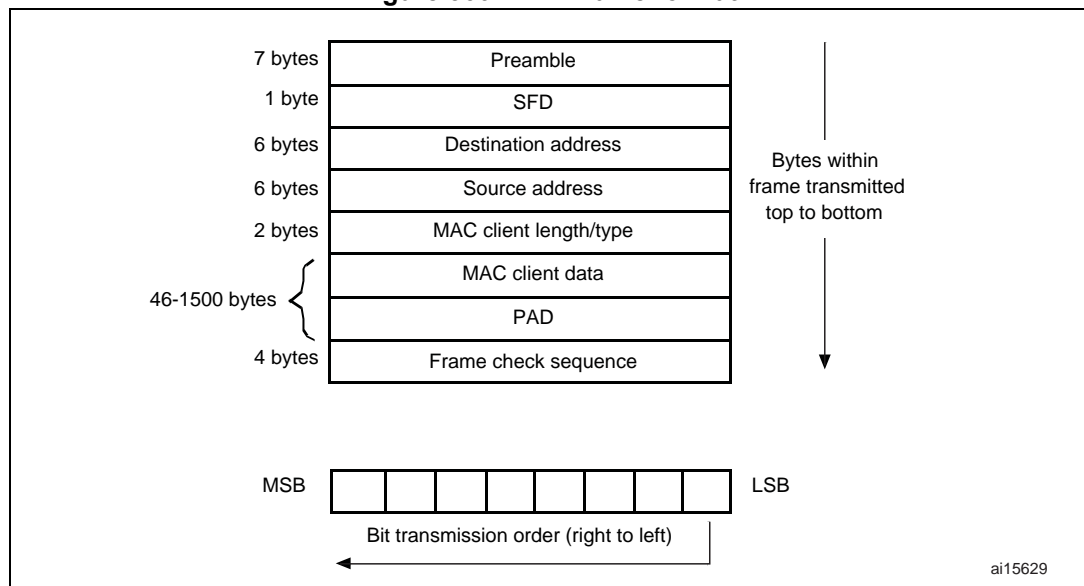 7 bytes Preamble
1 byte SFD
6 bytes Destination address
6 bytes Source address
2 bytes MAC client length/type
MAC client data
46-1500 bytes
PAD
4 bytes Frame check sequence
Bytes within
frame transmitted
top to bottom
MSB LSB
Bit transmission order (right to left)
ai15629